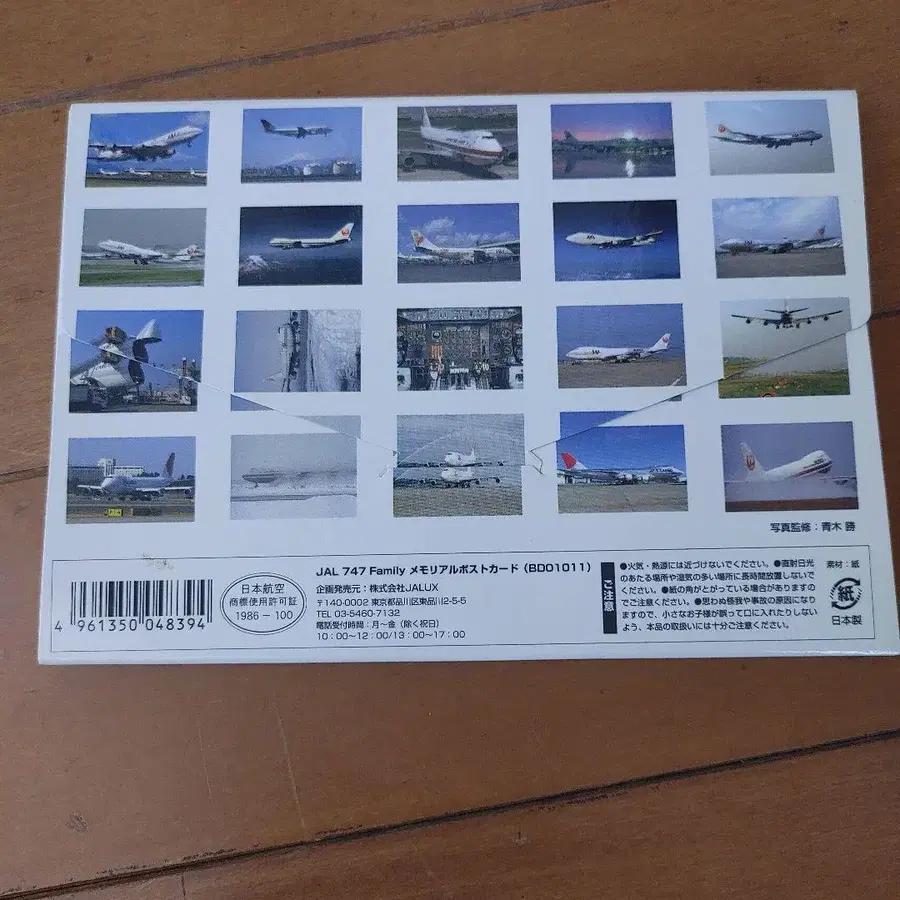 写真監修：青木 勝
4 961350 048394
日本航空
商標使用許可証
1986－100
JAL 747 Family メモリアルポストカード（BD01011）
企画発売元：株式会社JALUX
〒140-0002 東京都品川区東品川2-5-5
TEL 03-5460-7132
電話受付時間：月〜金（除く祝日）
10：00〜12：00/13：00〜17：00
ご注意
●火気・熱源には近づけないでください。●直射日光
のあたる場所や湿気の多い場所に長時間放置しないで
ください。●紙の角がとがっている場合がありますの
でご注意ください。●思わぬ怪我や事故の原因になり
ますので、小さなお子様が誤って口に入れたりしない
よう、本品の取扱いには十分ご注意ください。
素材：紙
紙
日本製